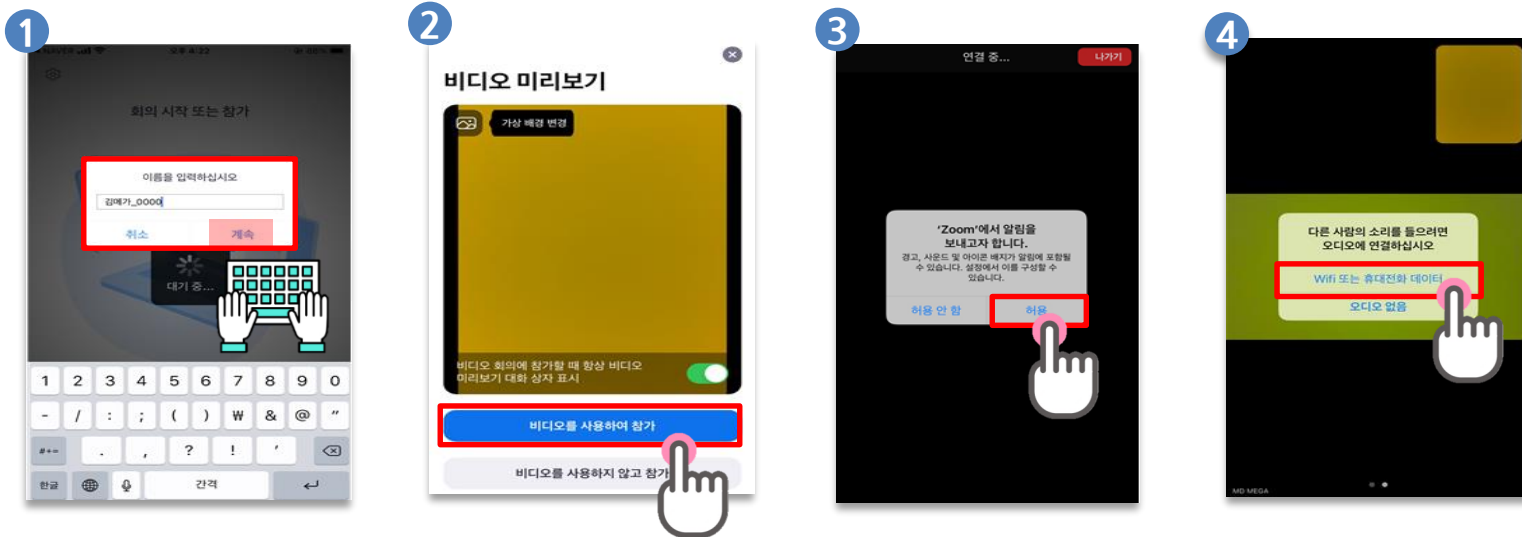 1
오후 4:22
회의 시작 또는 참가
이름을 입력하십시오
김메가_0000
취소
계속
대기 중...
1 2 3 4 5 6 7 8 9 0
- / : ; ( ) ₩ & @ "
#+= . , ? ! '
한글
간격
2
비디오 미리보기
가상 배경 변경
비디오 회의에 참가할 때 항상 비디오
미리보기 대화 상자 표시
비디오를 사용하여 참가
비디오를 사용하지 않고 참가
3
연결 중...
나가기
'Zoom'에서 알림을
보내고자 합니다.
경고, 사운드 및 아이콘 배지가 알림에 포함될
수 있습니다. 설정에서 이를 구성할 수
있습니다.
허용 안 함
허용
4
다른 사람의 소리를 들으려면
오디오에 연결하십시오
Wifi 또는 휴대전화 데이터
오디오 없음
MD MEGA